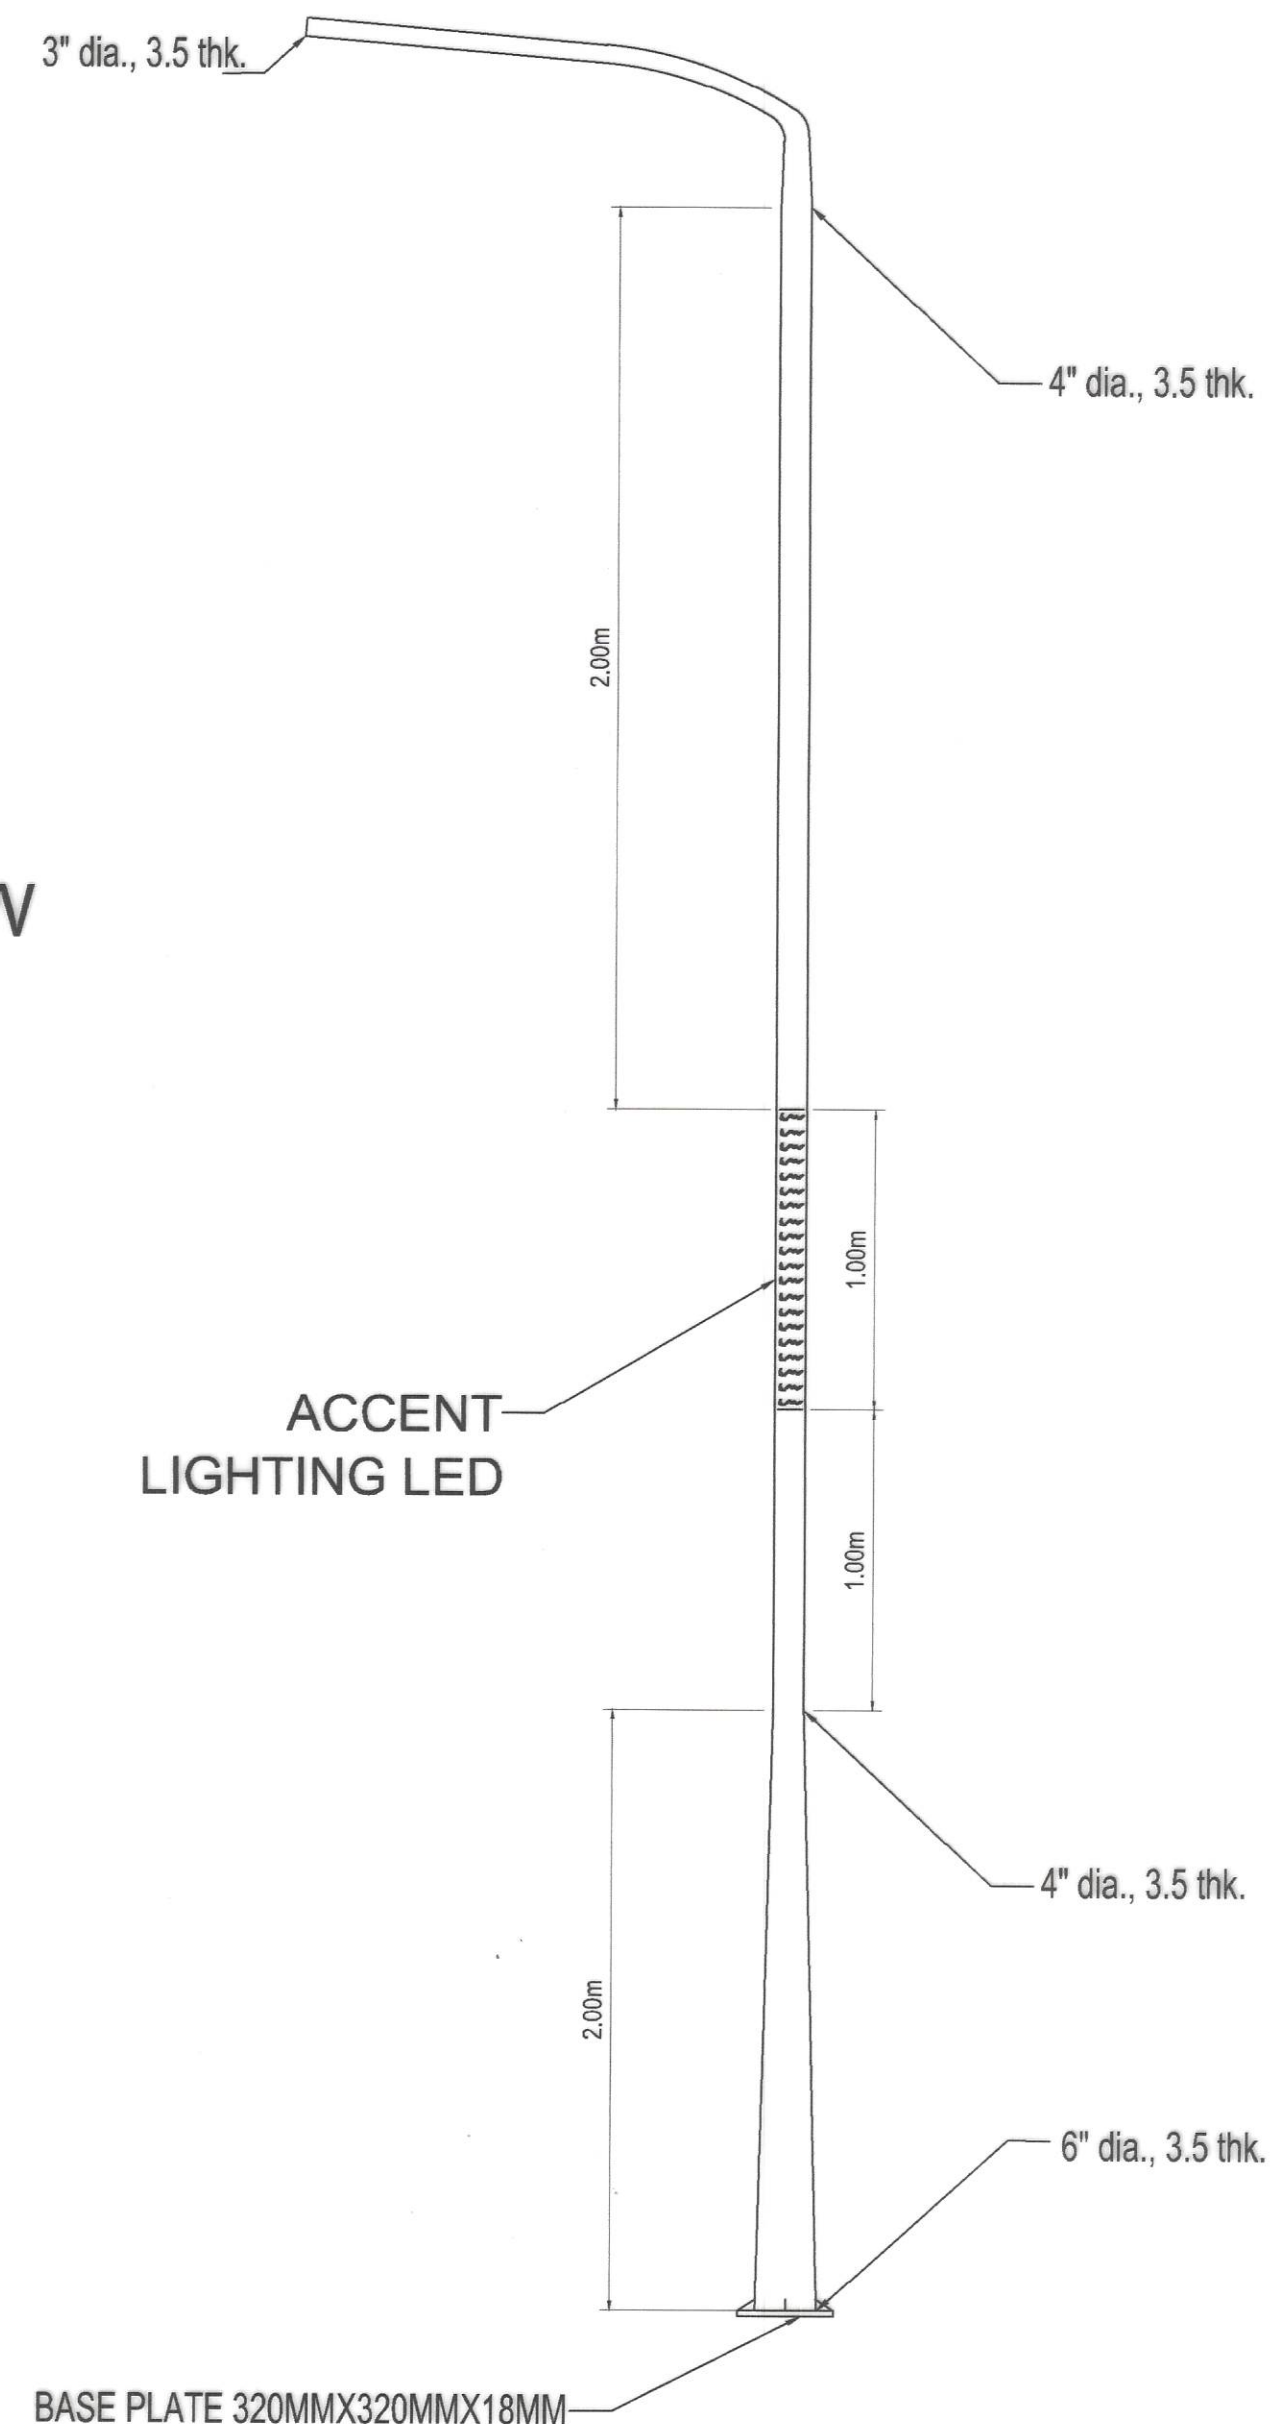 3" dia., 3.5 thk.
4" dia., 3.5 thk.
2.00m
W
1.00m
ACCENT
LIGHTING LED
1.00m
4" dia., 3.5 thk.
2.00m
6" dia., 3.5 thk.
BASE PLATE 320MMX320MMX18MM